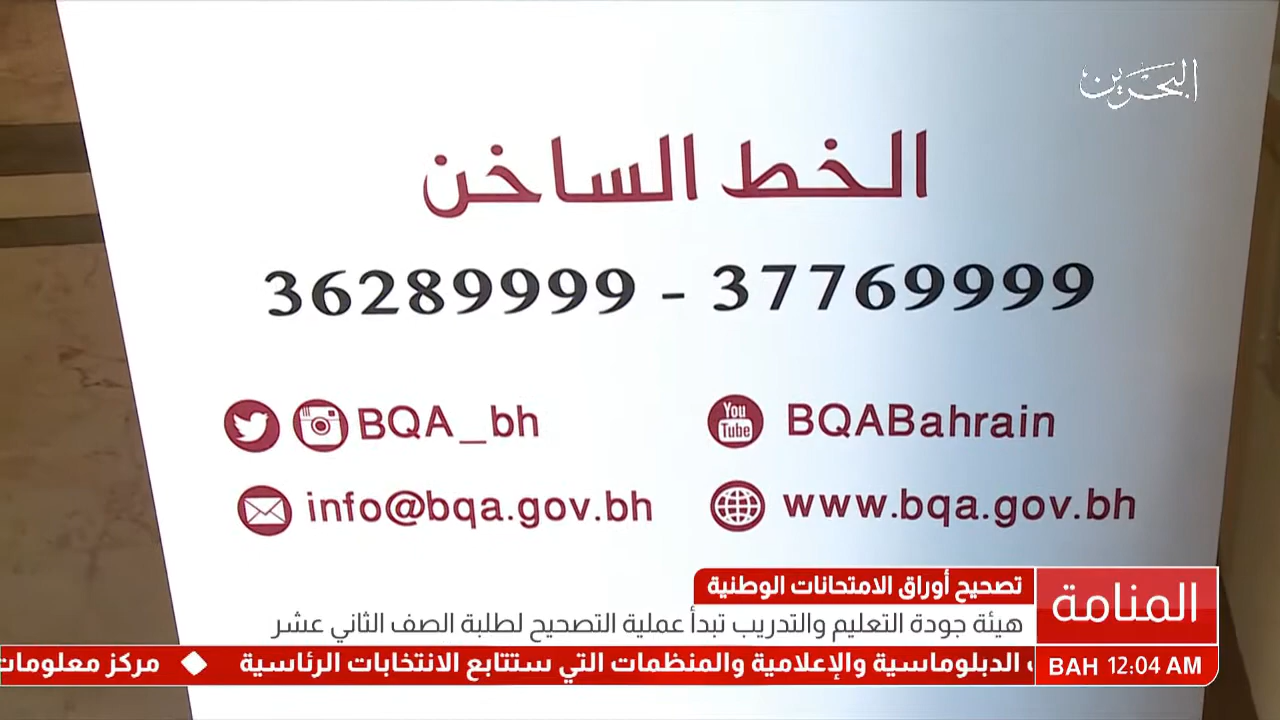 البحرين
الخط الساخن
36289999 - 37769999
BQA_bh
You Tube BQABahrain
info@bqa.gov.bh
www.bqa.gov.bh
تصحيح أوراق الامتحانات الوطنية
المنامة
هيئة جودة التعليم والتدريب تبدأ عملية التصحيح لطلبة الصف الثاني عشر
الدبلوماسية والإعلامية والمنظمات التي ستتابع الانتخابات الرئاسية ◆ مركز معلومات
BAH 12:04 AM